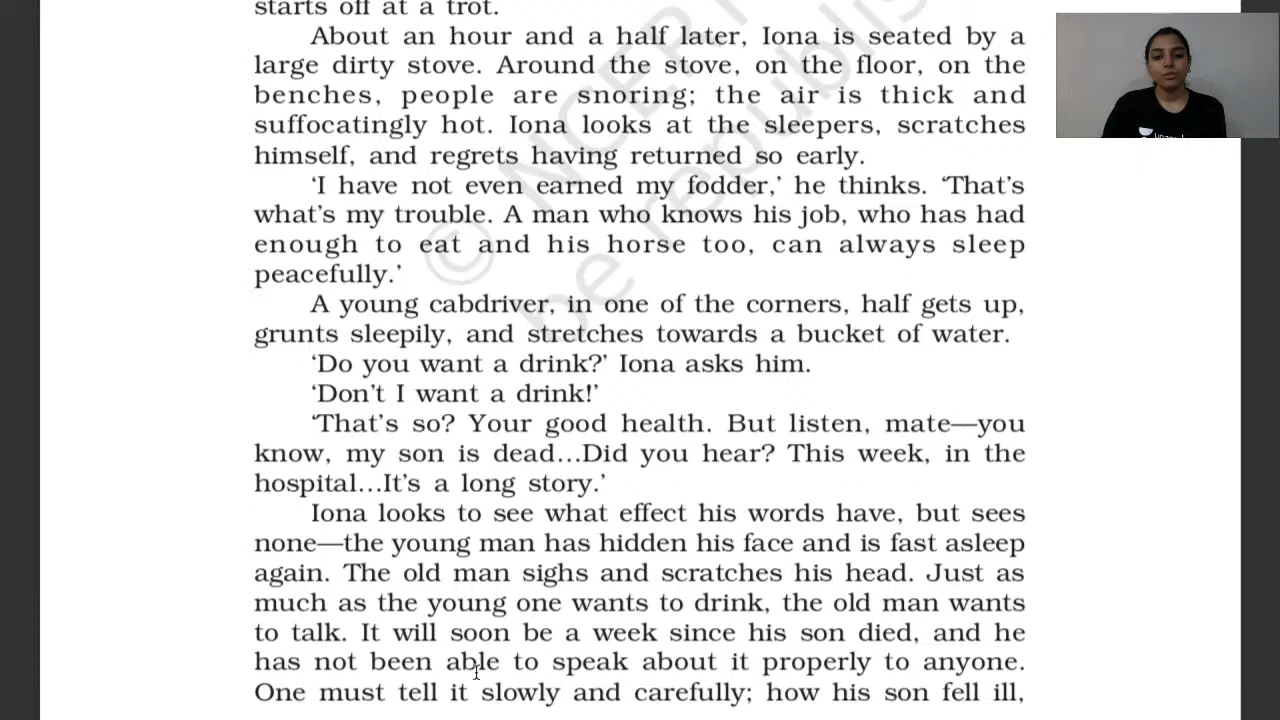 starts off at a trot.
About an hour and a half later, Iona is seated by a
large dirty stove. Around the stove, on the floor, on the
benches, people are snoring; the air is thick and
suffocatingly hot. Iona looks at the sleepers, scratches
himself, and regrets having returned so early.
‘I have not even earned my fodder,’ he thinks. ‘That’s
what’s my trouble. A man who knows his job, who has had
enough to eat and his horse too, can always sleep
peacefully.’
A young cabdriver, in one of the corners, half gets up,
grunts sleepily, and stretches towards a bucket of water.
‘Do you want a drink?’ Iona asks him.
‘Don’t I want a drink!’
‘That’s so? Your good health. But listen, mate—you
know, my son is dead...Did you hear? This week, in the
hospital...It’s a long story.’
Iona looks to see what effect his words have, but sees
none—the young man has hidden his face and is fast asleep
again. The old man sighs and scratches his head. Just as
much as the young one wants to drink, the old man wants
to talk. It will soon be a week since his son died, and he
has not been able to speak about it properly to anyone.
One must tell it slowly and carefully; how his son fell ill,
© NCERT
be republis